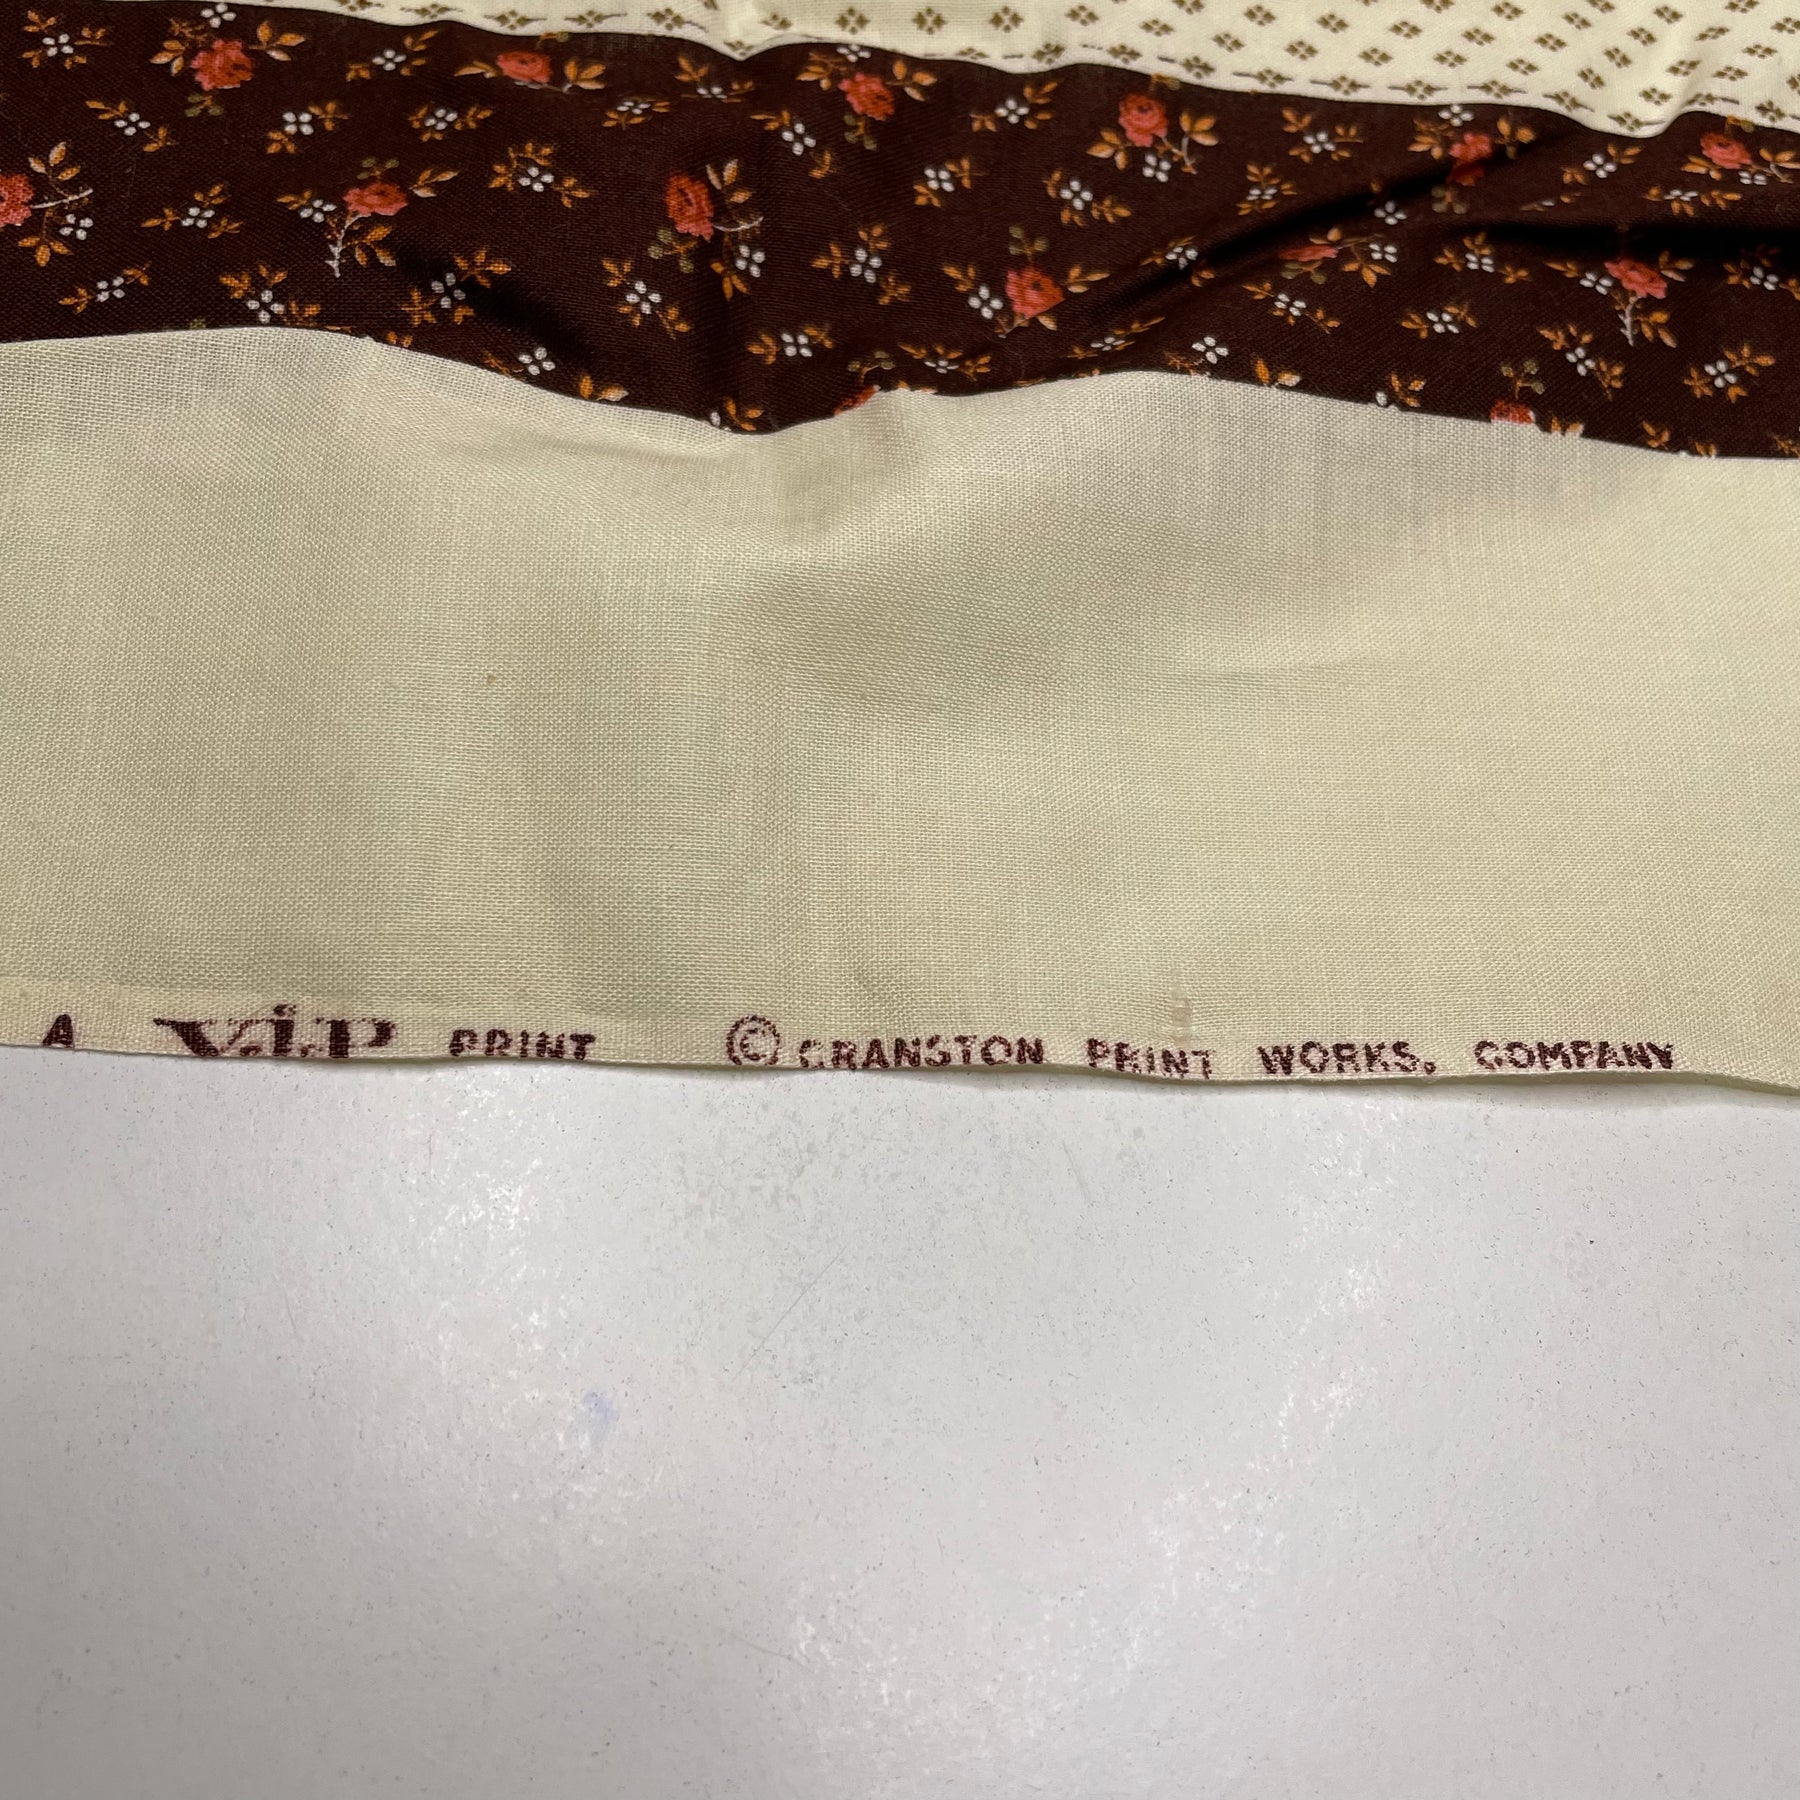 A V.I.P PRINT © CRANSTON PRINT WORKS. COMPANY